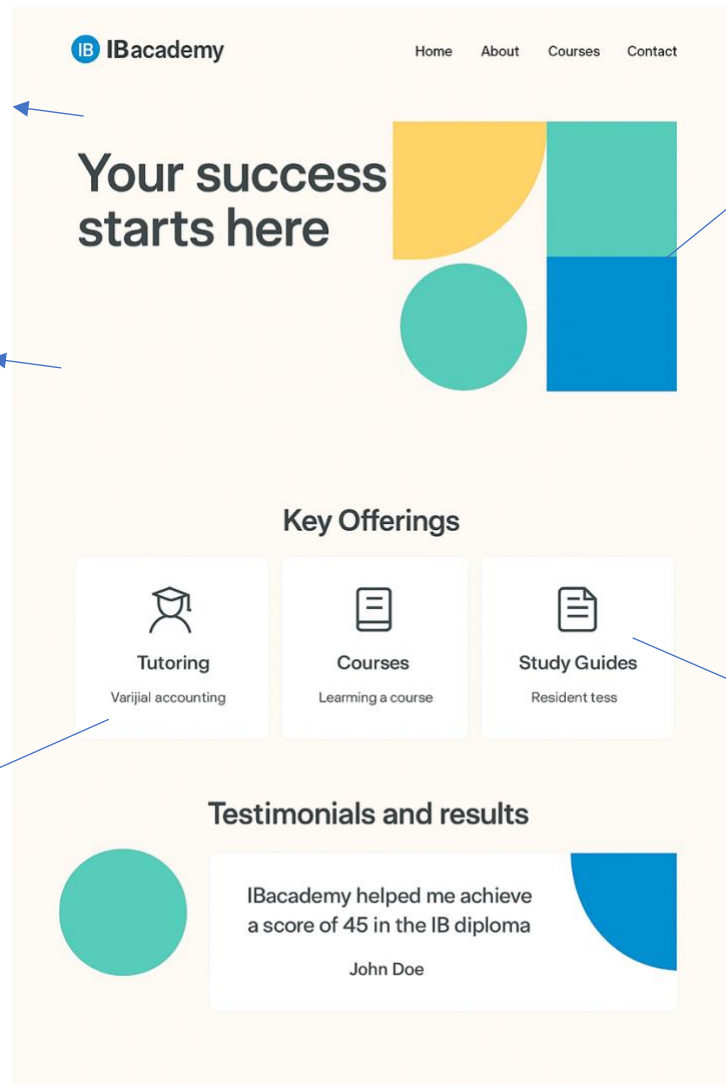 IB IBacademy
Home About Courses Contact
Your success
starts here
Key Offerings
Tutoring
Varijial accounting
Courses
Learming a course
Study Guides
Resident tess
Testimonials and results
IBacademy helped me achieve
a score of 45 in the IB diploma
John Doe